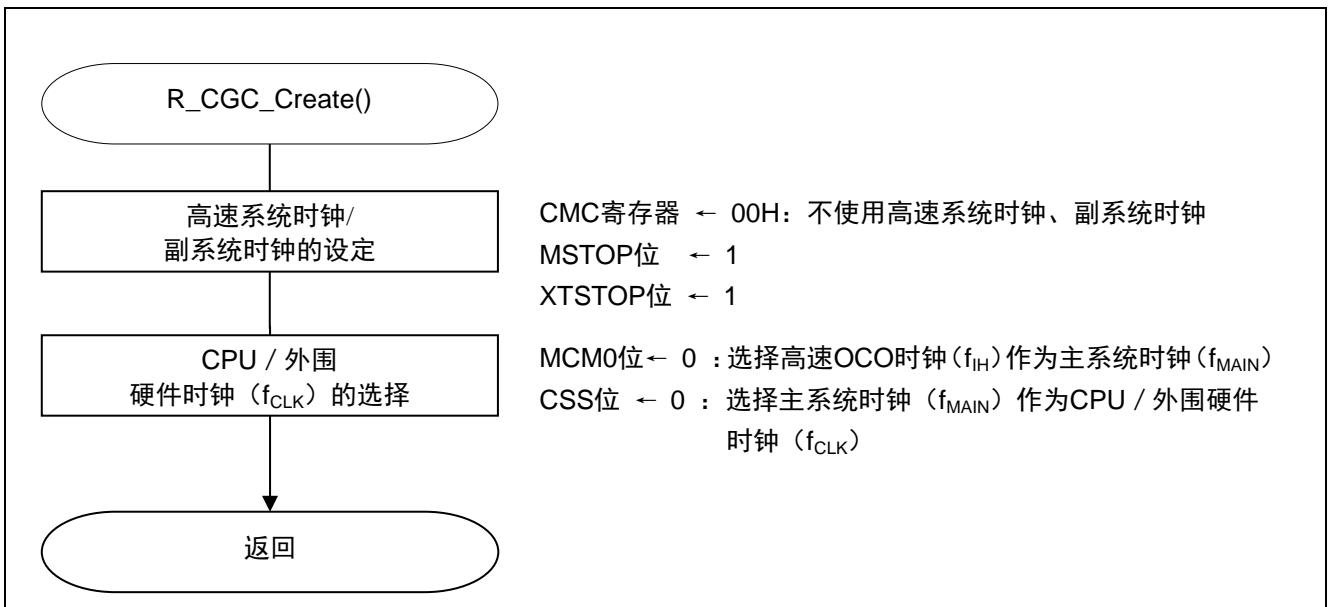 R_CGC_Create()
高速系统时钟/
副系统时钟的设定
CMC寄存器 ← 00H：不使用高速系统时钟、副系统时钟
MSTOP位 ← 1
XTSTOP位 ← 1
CPU / 外围
硬件时钟（fCLK）的选择
MCM0位← 0 ：选择高速OCO时钟（fIH）作为主系统时钟（fMAIN）
CSS位 ← 0 ：选择主系统时钟（fMAIN）作为CPU / 外围硬件
时钟（fCLK）
返回